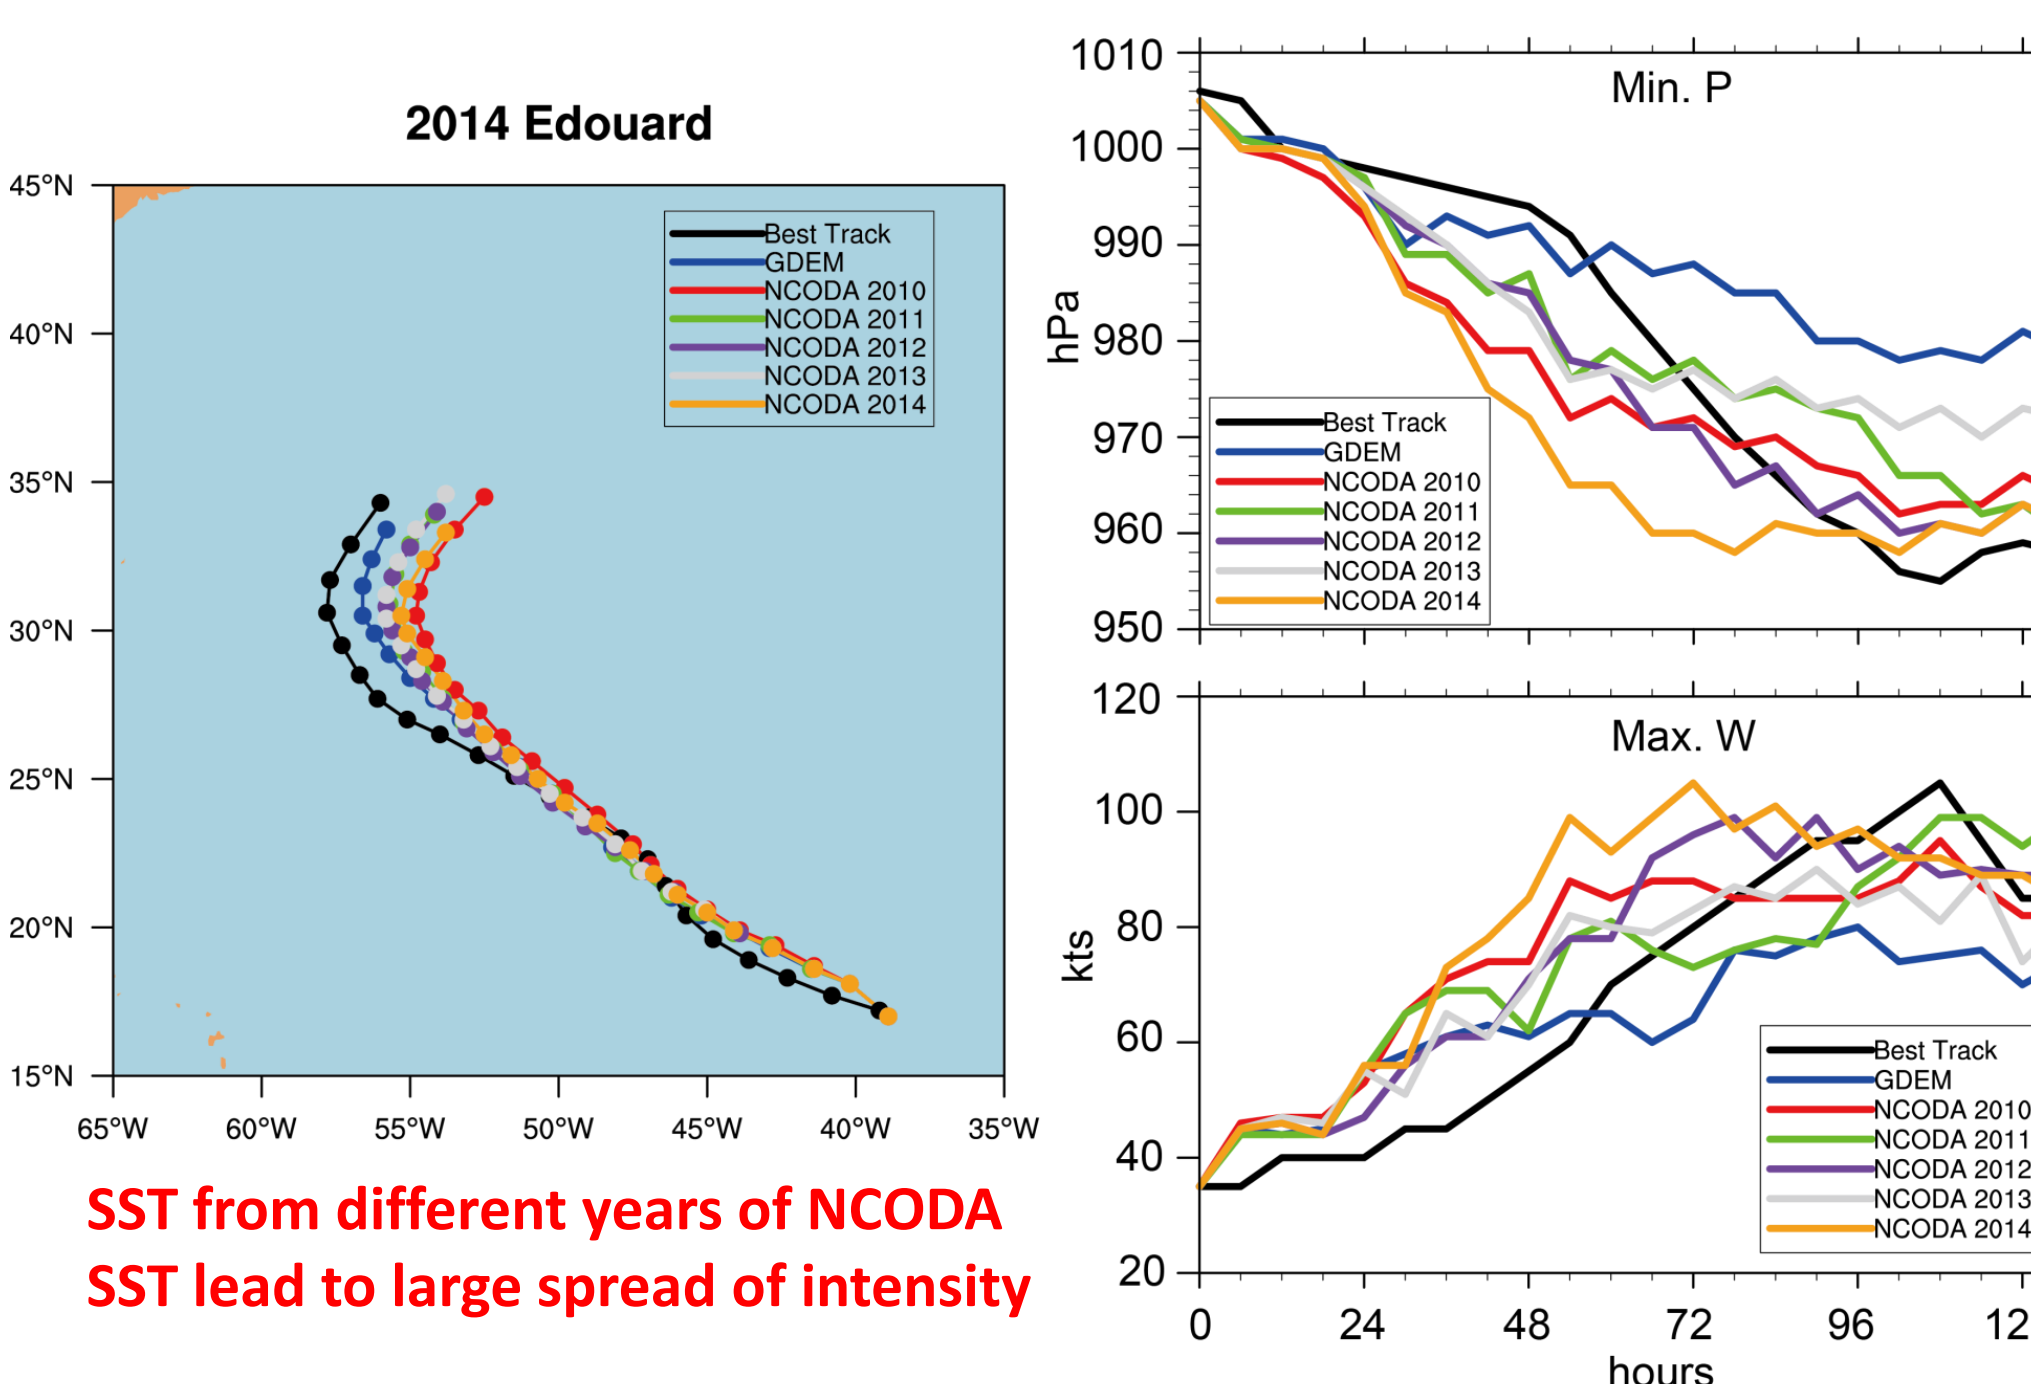 2014 Edouard
45°N
40°N
35°N
30°N
25°N
20°N
15°N
65°W 60°W 55°W 50°W 45°W 40°W 35°W
Best Track
GDEM
NCODA 2010
NCODA 2011
NCODA 2012
NCODA 2013
NCODA 2014
SST from different years of NCODA
SST lead to large spread of intensity
Min. P
hPa
1010
1000
990
980
970
960
950
Best Track
GDEM
NCODA 2010
NCODA 2011
NCODA 2012
NCODA 2013
NCODA 2014
Max. W
kts
120
100
80
60
40
20
Best Track
GDEM
NCODA 2010
NCODA 2011
NCODA 2012
NCODA 2013
NCODA 2014
0 24 48 72 96 12
hours